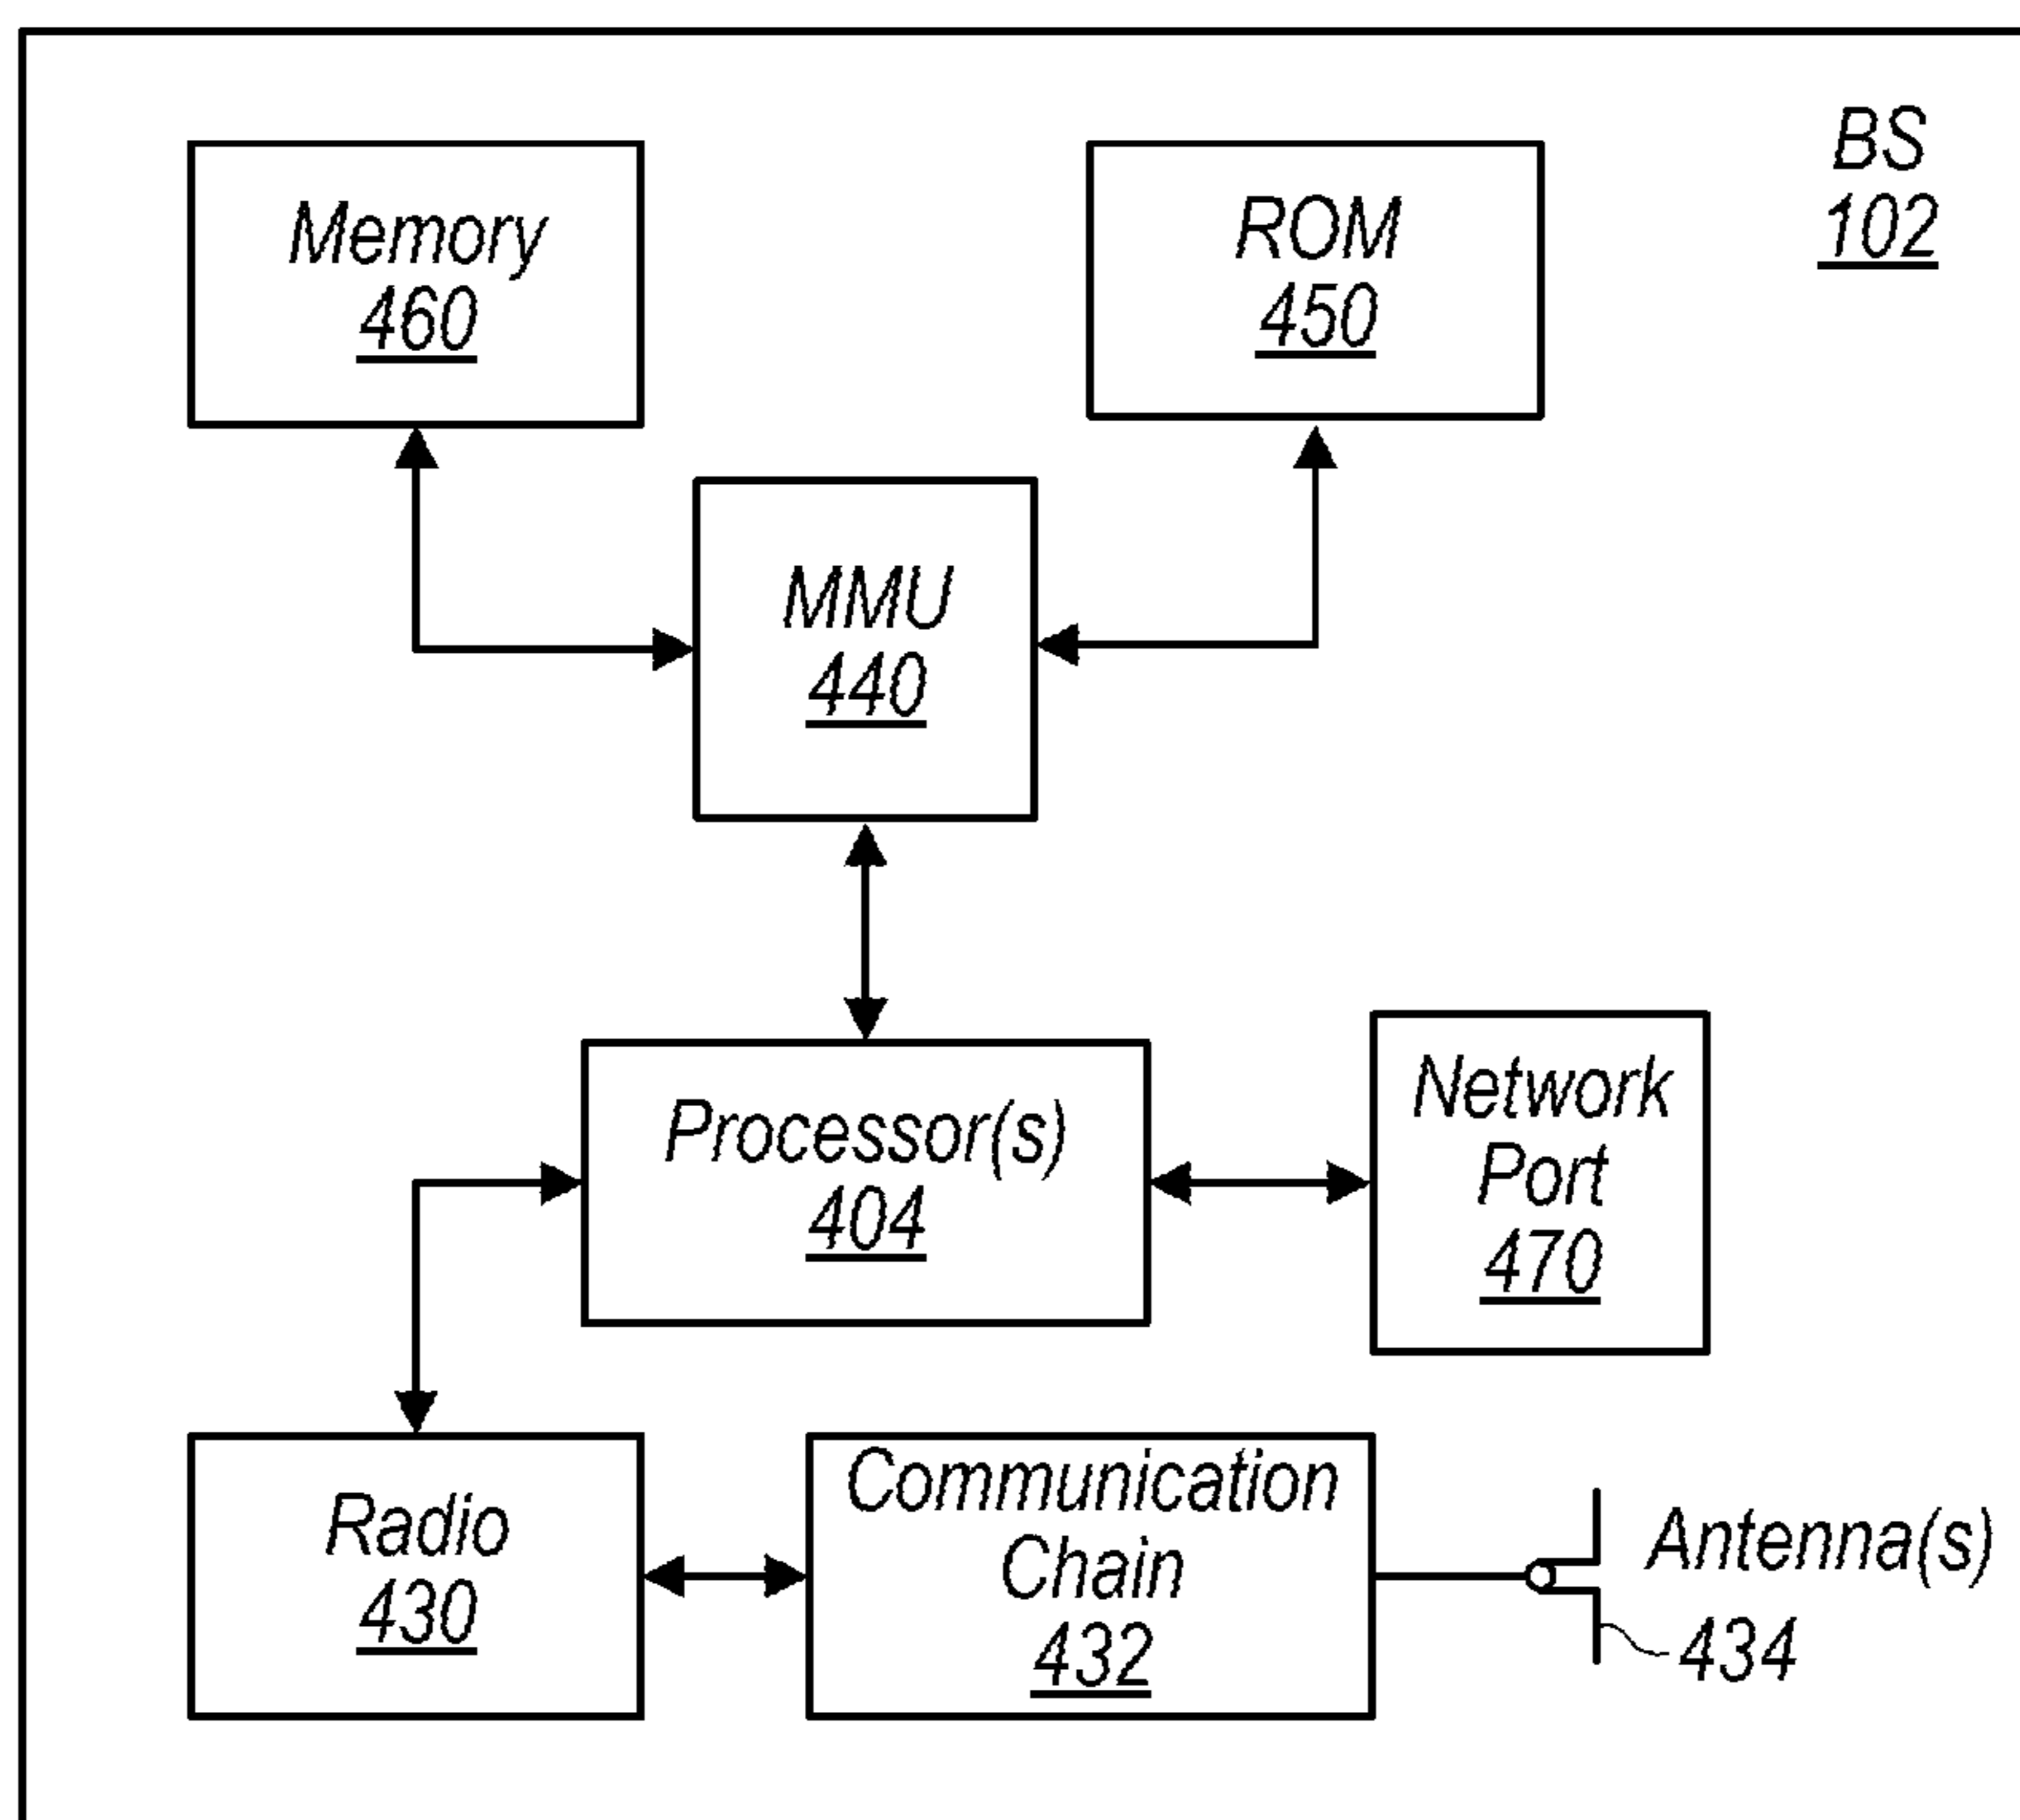 BS
102
Memory
460
ROM
450
MMU
440
Processor(s)
404
Network
Port
470
Radio
430
Communication
Chain
432
Antenna(s)
434